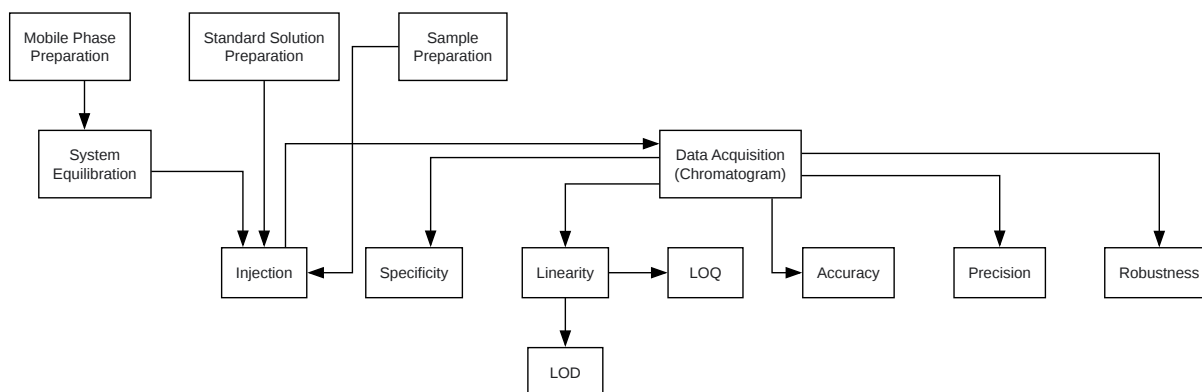 Mobile Phase
Preparation
Standard Solution
Preparation
Sample
Preparation
System
Equilibration
Data Acquisition
(Chromatogram)
Injection
Specificity
Linearity
LOQ
Accuracy
Precision
Robustness
LOD